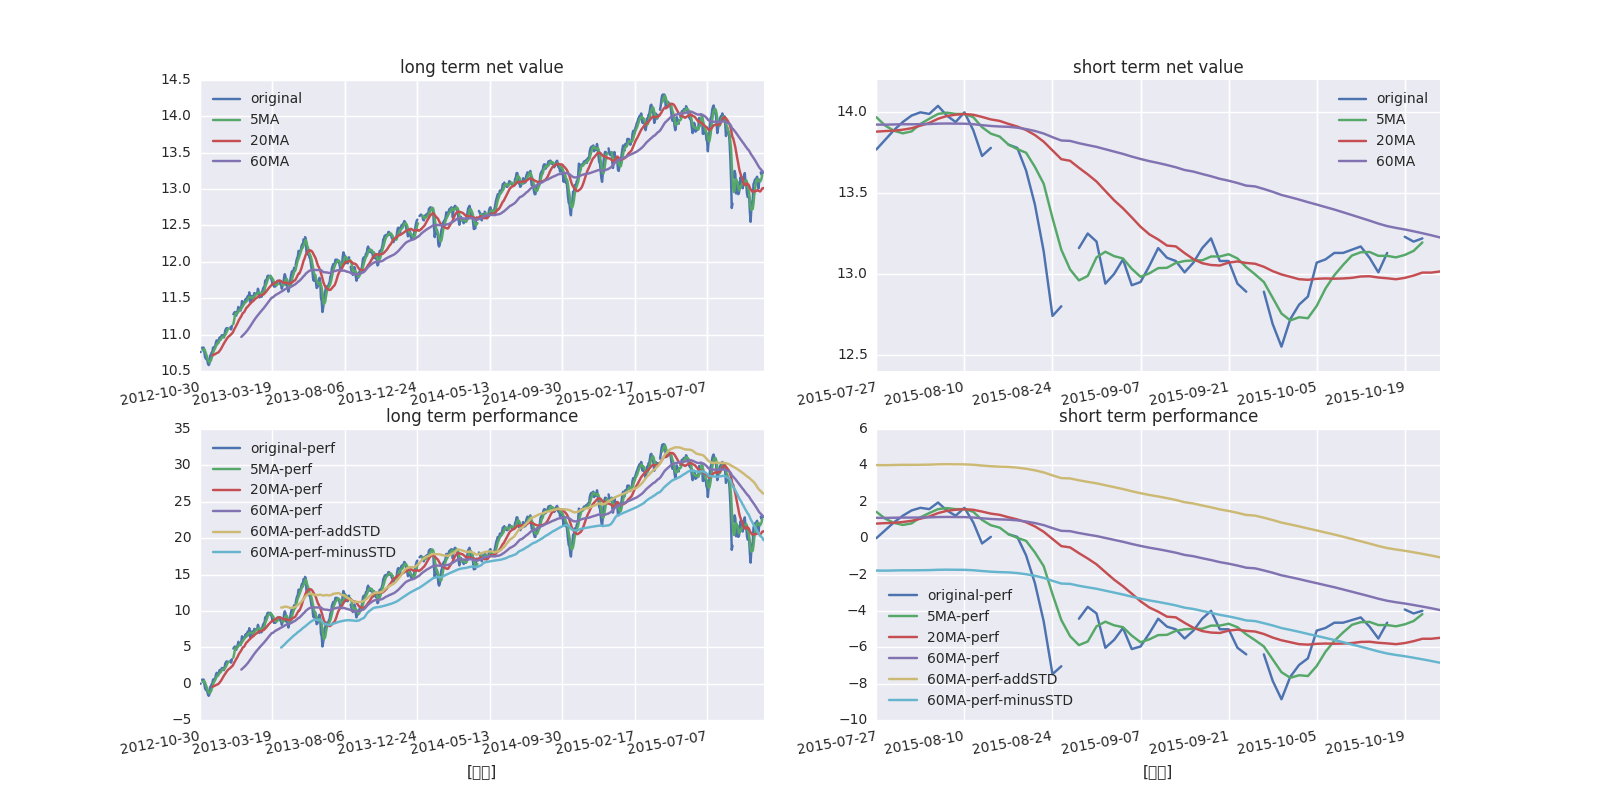 long term net value
14.5
14.0
13.5
13.0
12.5
12.0
11.5
11.0
10.5
original
5MA
20MA
60MA
2012-10-30
2013-03-19
2013-08-06
2013-12-24
2014-05-13
2014-09-30
2015-02-17
2015-07-07
short term net value
14.0
13.5
13.0
12.5
original
5MA
20MA
60MA
2015-07-27
2015-08-10
2015-08-24
2015-09-07
2015-09-21
2015-10-05
2015-10-19
long term performance
35
30
25
20
15
10
5
0
−5
original-perf
5MA-perf
20MA-perf
60MA-perf
60MA-perf-addSTD
60MA-perf-minusSTD
2012-10-30
2013-03-19
2013-08-06
2013-12-24
2014-05-13
2014-09-30
2015-02-17
2015-07-07
short term performance
6
4
2
0
−2
−4
−6
−8
−10
original-perf
5MA-perf
20MA-perf
60MA-perf
60MA-perf-addSTD
60MA-perf-minusSTD
2015-07-27
2015-08-10
2015-08-24
2015-09-07
2015-09-21
2015-10-05
2015-10-19